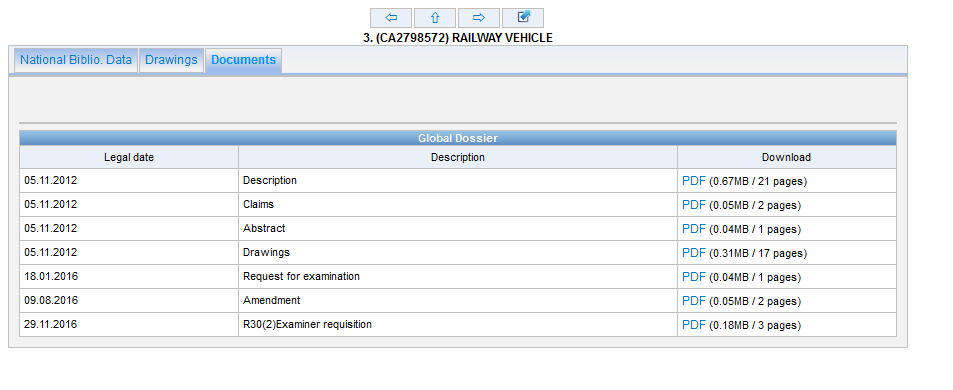 3. (CA2798572) RAILWAY VEHICLE
National Biblio. Data Drawings Documents
Global Dossier
Legal date Description Download
05.11.2012 Description PDF (0.67MB / 21 pages)
05.11.2012 Claims PDF (0.05MB / 2 pages)
05.11.2012 Abstract PDF (0.04MB / 1 pages)
05.11.2012 Drawings PDF (0.31MB / 17 pages)
18.01.2016 Request for examination PDF (0.04MB / 1 pages)
09.08.2016 Amendment PDF (0.05MB / 2 pages)
29.11.2016 R30(2)Examiner requisition PDF (0.18MB / 3 pages)